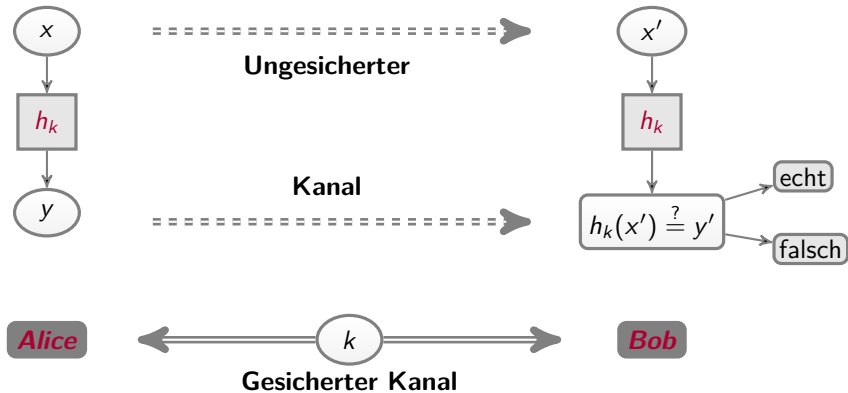 x
x′
Ungesicherter
h_k
h_k
Kanal
echt
y
h_k(x′) ≟ y′
falsch
Alice
k
Bob
Gesicherter Kanal